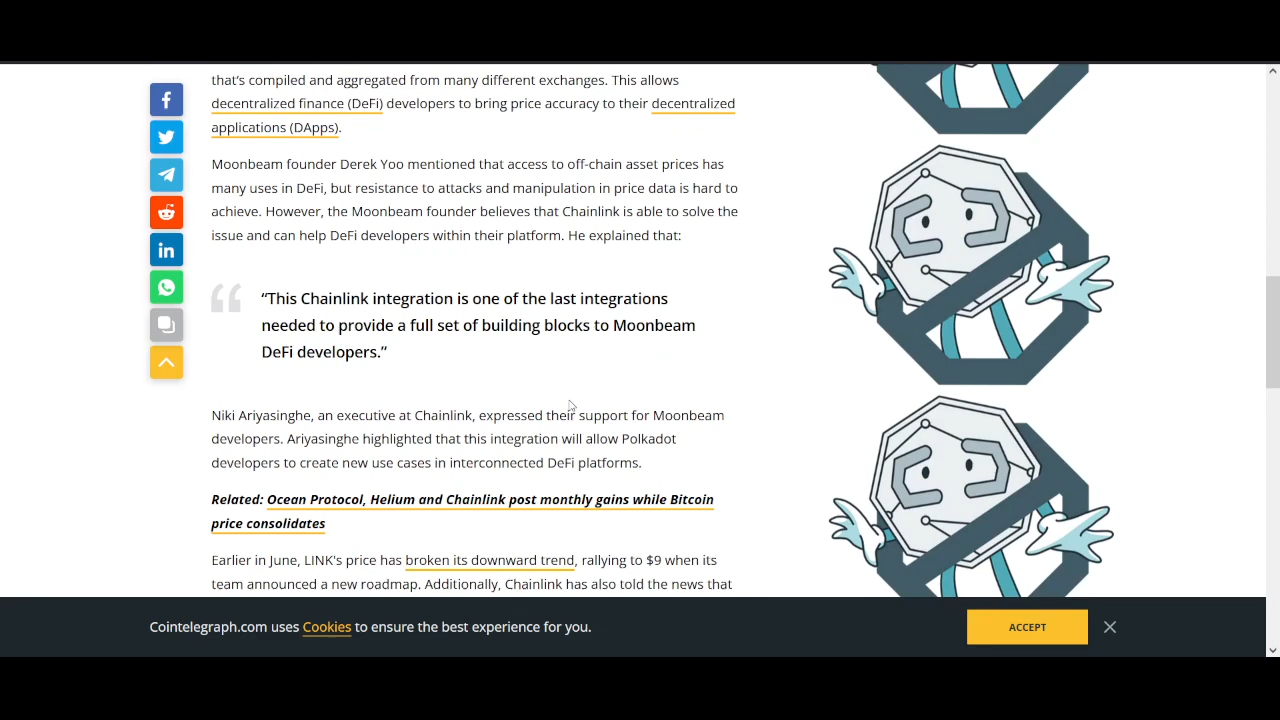 that’s compiled and aggregated from many different exchanges. This allows
decentralized finance (DeFi) developers to bring price accuracy to their decentralized
applications (DApps).
Moonbeam founder Derek Yoo mentioned that access to off-chain asset prices has
many uses in DeFi, but resistance to attacks and manipulation in price data is hard to
achieve. However, the Moonbeam founder believes that Chainlink is able to solve the
issue and can help DeFi developers within their platform. He explained that:
“This Chainlink integration is one of the last integrations
needed to provide a full set of building blocks to Moonbeam
DeFi developers.”
Niki Ariyasinghe, an executive at Chainlink, expressed their support for Moonbeam
developers. Ariyasinghe highlighted that this integration will allow Polkadot
developers to create new use cases in interconnected DeFi platforms.
Related: Ocean Protocol, Helium and Chainlink post monthly gains while Bitcoin
price consolidates
Earlier in June, LINK's price has broken its downward trend, rallying to $9 when its
team announced a new roadmap. Additionally, Chainlink has also told the news that
Cointelegraph.com uses Cookies to ensure the best experience for you.
ACCEPT